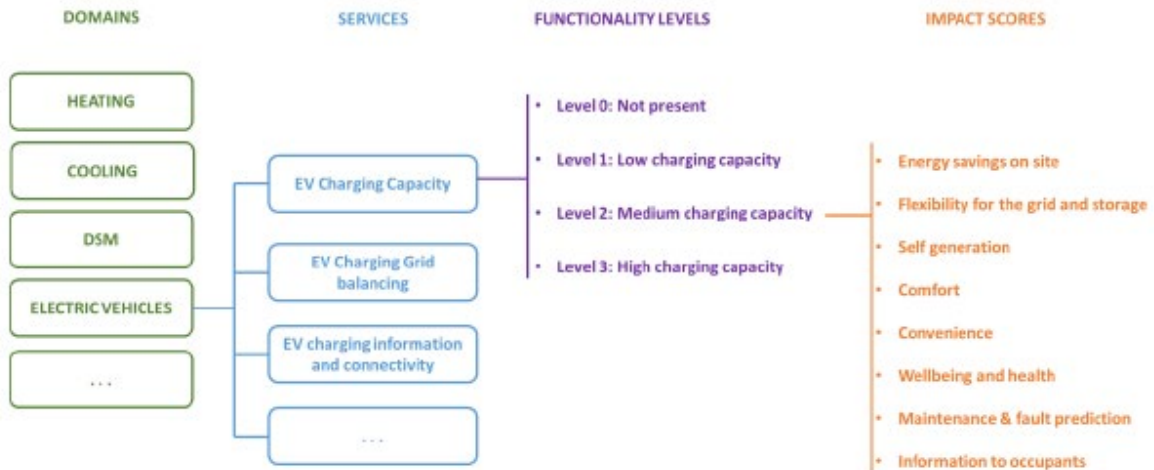 DOMAINS
SERVICES
FUNCTIONALITY LEVELS
IMPACT SCORES
HEATING
COOLING
DSM
ELECTRIC VEHICLES
...
EV Charging Capacity
EV Charging Grid
balancing
EV charging information
and connectivity
...
• Level 0: Not present
• Level 1: Low charging capacity
• Level 2: Medium charging capacity
• Level 3: High charging capacity
• Energy savings on site
• Flexibility for the grid and storage
• Self generation
• Comfort
• Convenience
• Wellbeing and health
• Maintenance & fault prediction
• Information to occupants